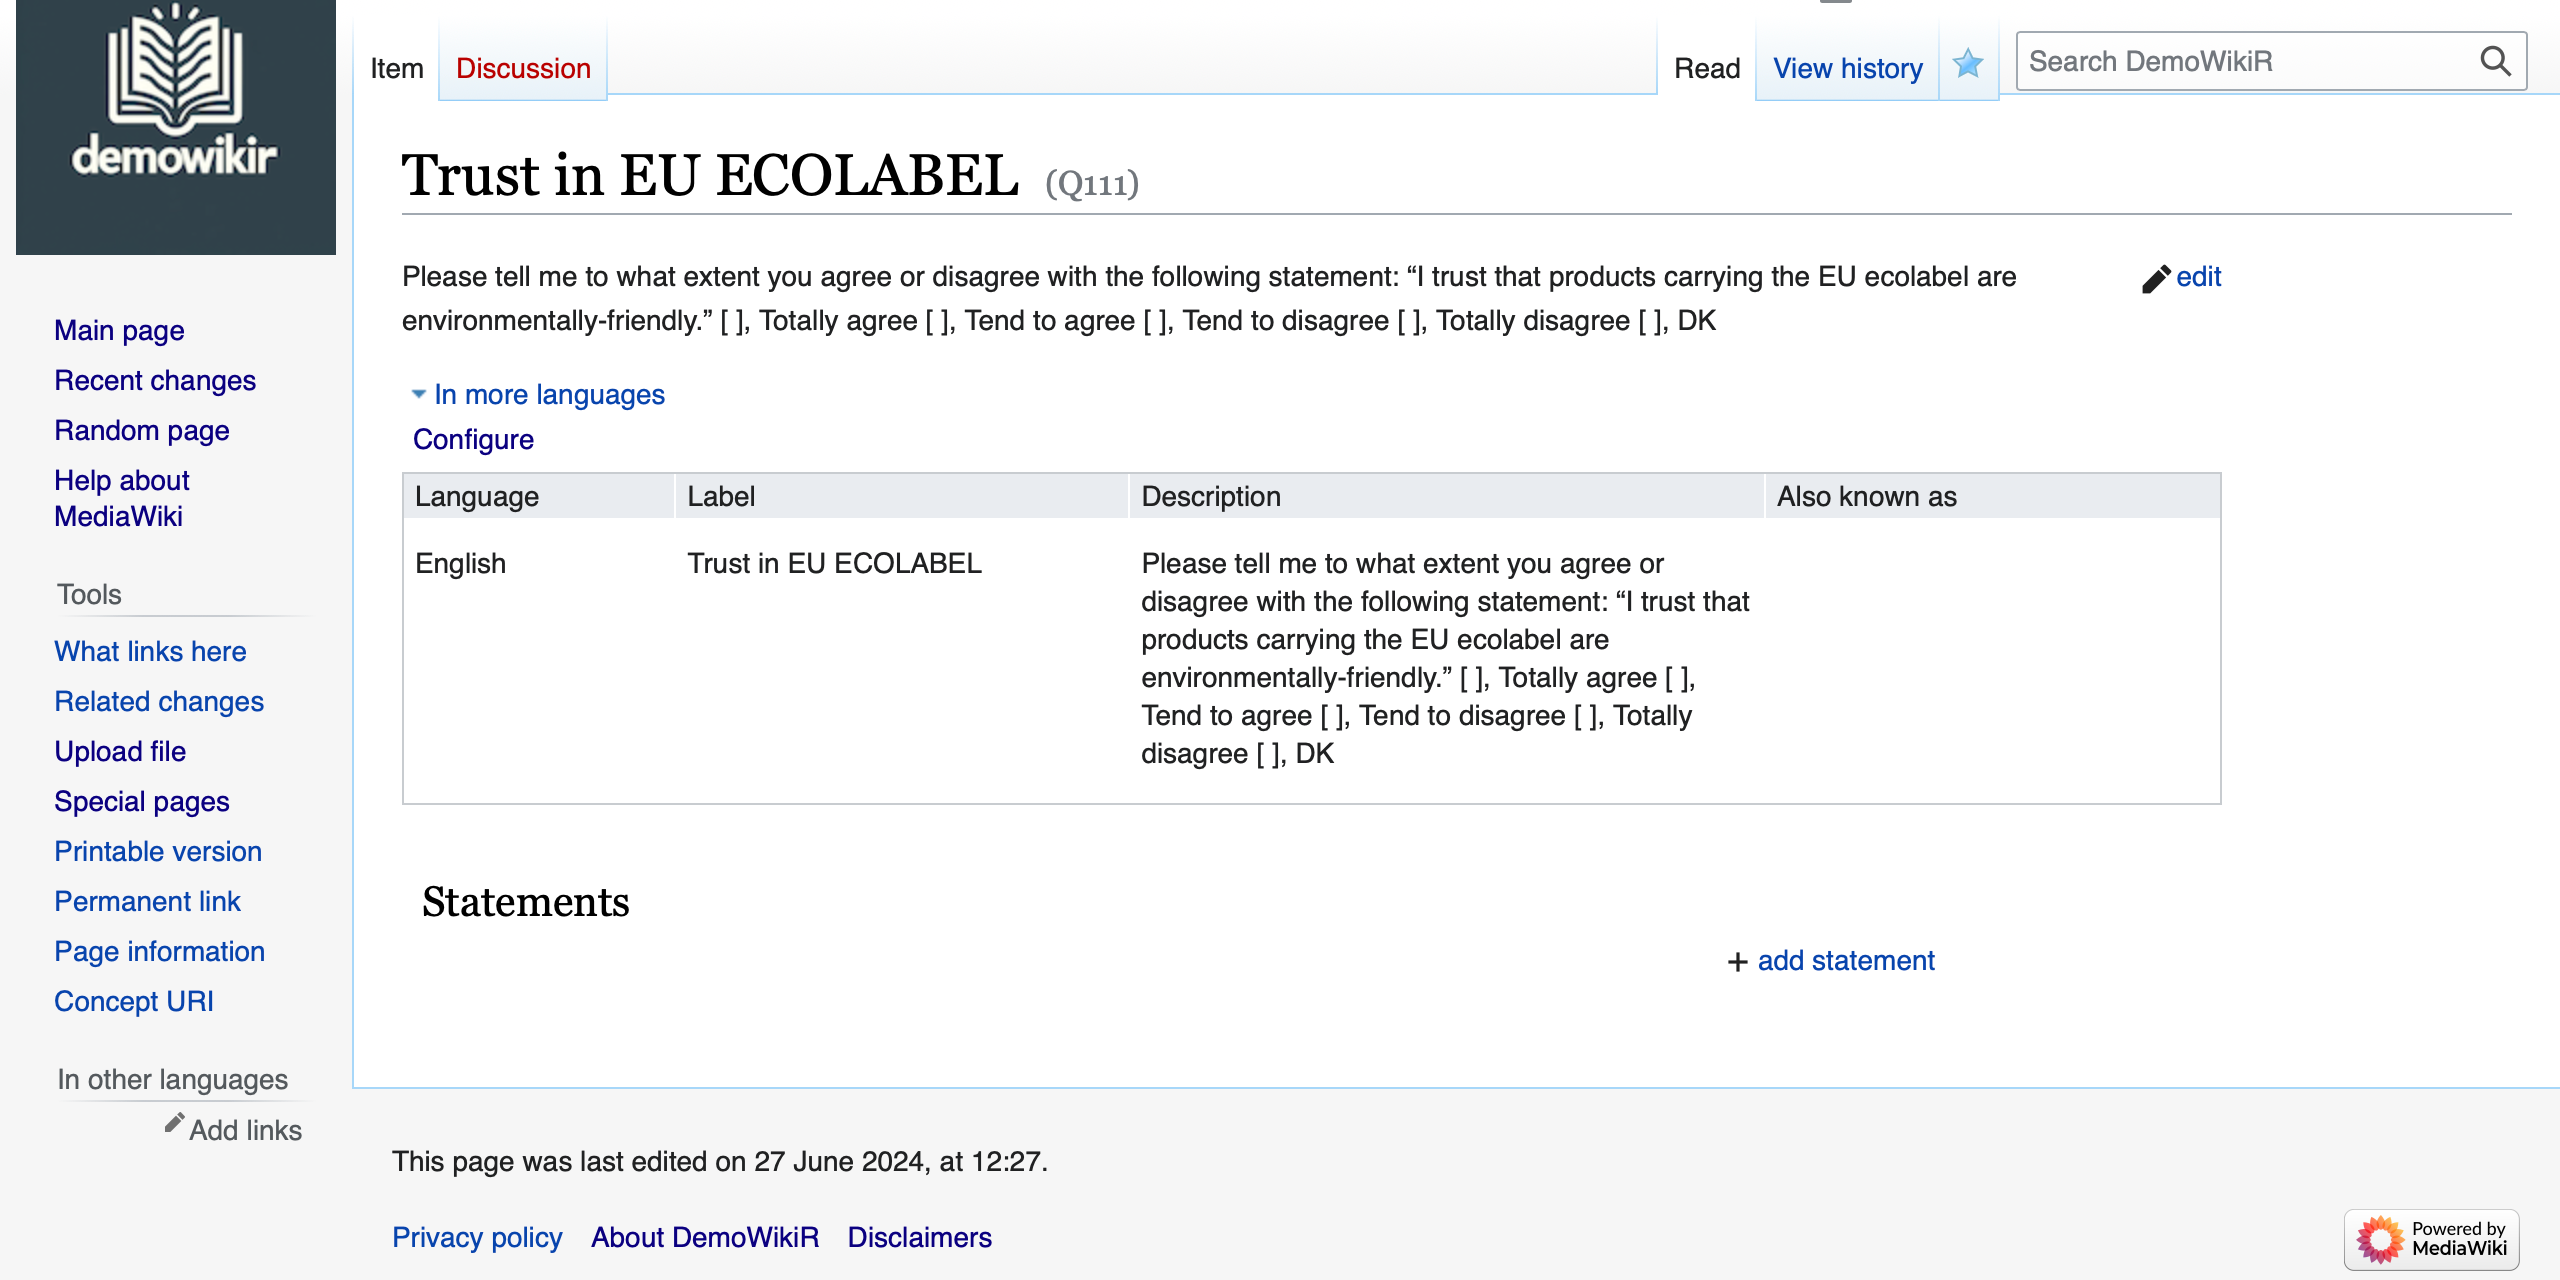 demowikir
Item
Discussion
Read
View history
Search DemoWikiR
Trust in EU ECOLABEL (Q111)
Please tell me to what extent you agree or disagree with the following statement: “I trust that products carrying the EU ecolabel are
environmentally-friendly.” [ ], Totally agree [ ], Tend to agree [ ], Tend to disagree [ ], Totally disagree [ ], DK
edit
In more languages
Configure
Language Label Description Also known as
English Trust in EU ECOLABEL
Please tell me to what extent you agree or
disagree with the following statement: “I trust that
products carrying the EU ecolabel are
environmentally-friendly.” [ ], Totally agree [ ],
Tend to agree [ ], Tend to disagree [ ], Totally
disagree [ ], DK
Statements
+ add statement
Main page
Recent changes
Random page
Help about
MediaWiki
Tools
What links here
Related changes
Upload file
Special pages
Printable version
Permanent link
Page information
Concept URI
In other languages
Add links
This page was last edited on 27 June 2024, at 12:27.
Privacy policy About DemoWikiR Disclaimers
Powered by
MediaWiki